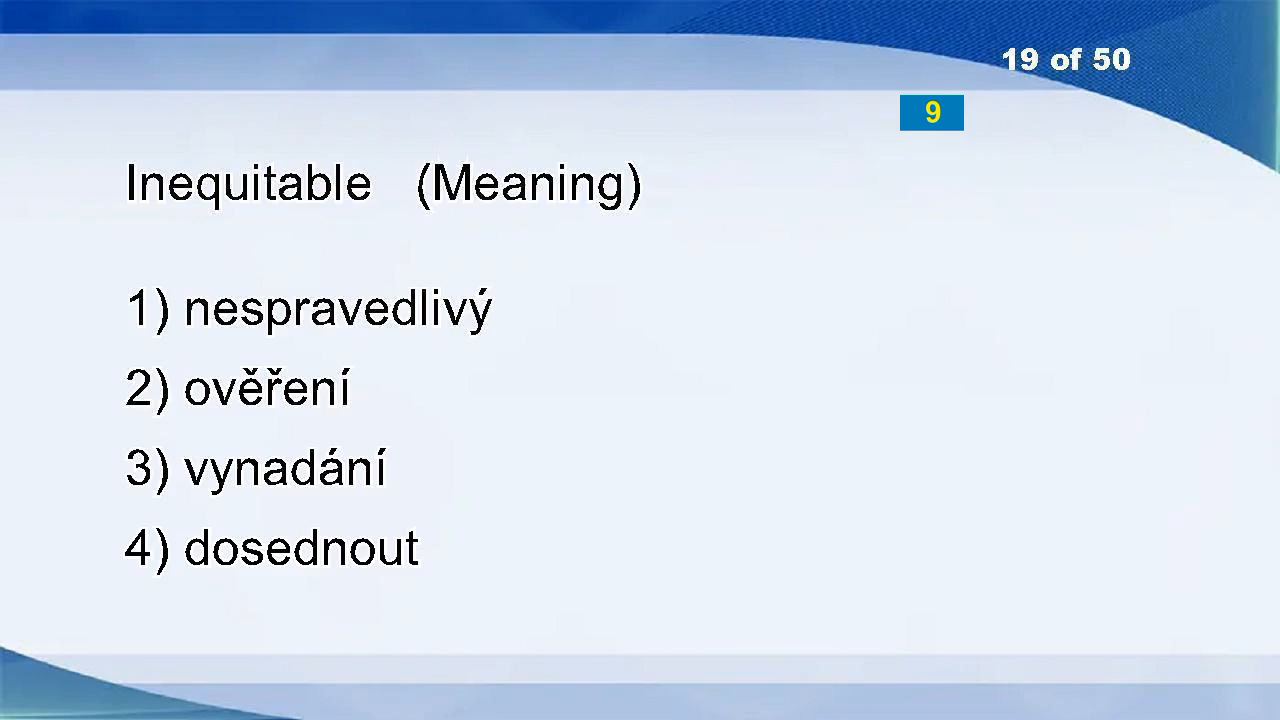 19 of 50
9
Inequitable (Meaning)
1) nespravedlivý
2) ověření
3) vynadání
4) dosednout